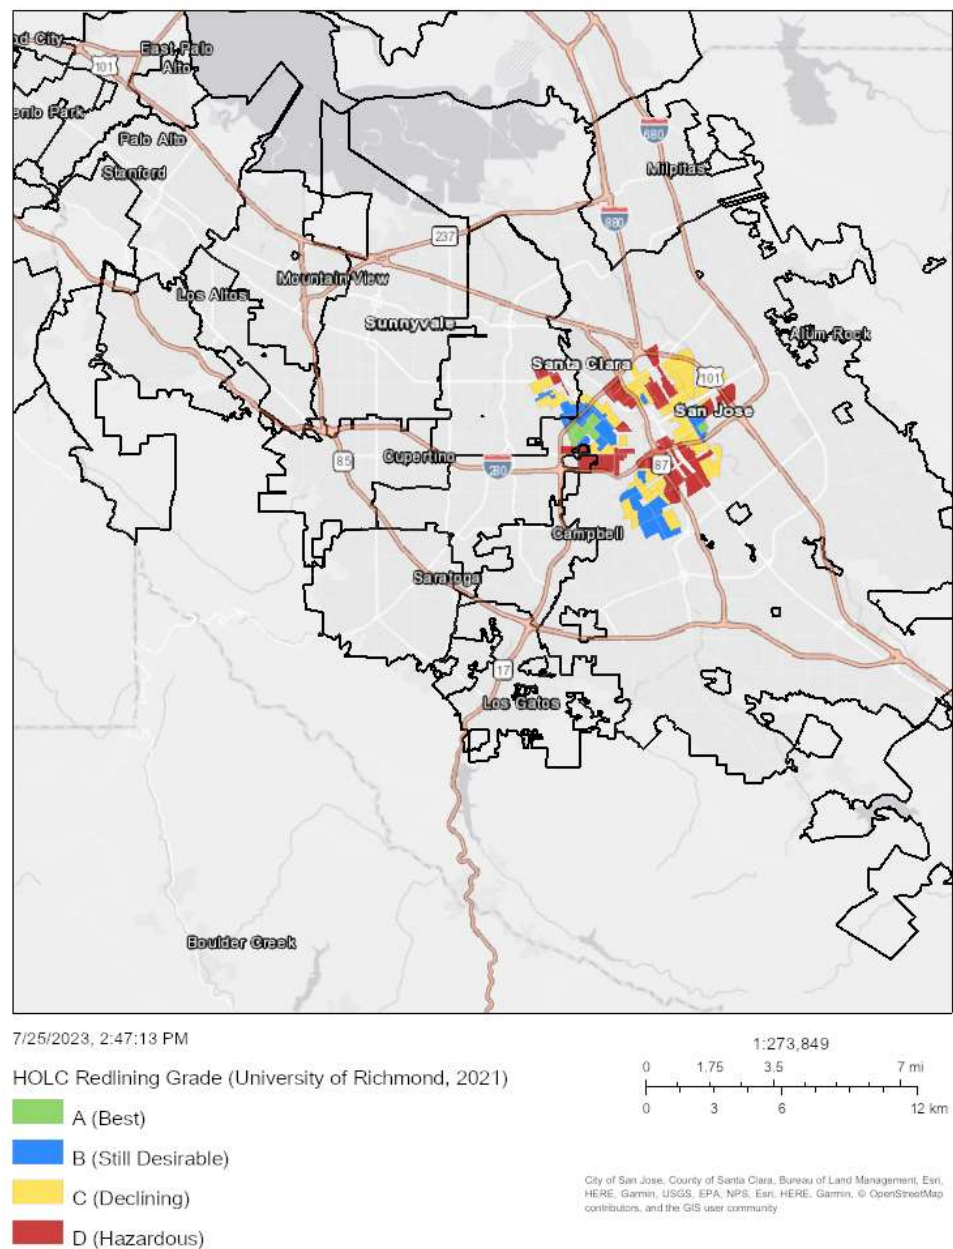 od City
East Palo
Alto
101
enlo Park
Palo Alto
Stanford
680
Milpitas
880
237
Mountain View
Los Altos
Sunnyvale
Alum Rock
Santa Clara
101
San Jose
85
Cupertino
280
87
Campbell
Saratoga
17
Los Gatos
Boulder Creek
7/25/2023, 2:47:13 PM
HOLC Redlining Grade (University of Richmond, 2021)
A (Best)
B (Still Desirable)
C (Declining)
D (Hazardous)
1:273,849
0 1.75 3.5 7 mi
0 3 6 12 km
City of San Jose, County of Santa Clara, Bureau of Land Management, Esri,
HERE, Garmin, USGS, EPA, NPS, Esri, HERE, Garmin, © OpenStreetMap
contributors, and the GIS user community